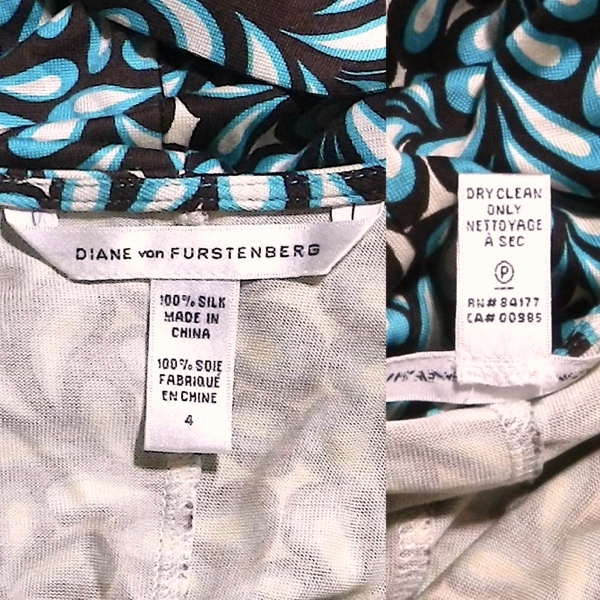 DIANE von FURSTENBERG
100% SILK
MADE IN
CHINA
100% SOIE
FABRIQUÉ
EN CHINE
4
DRY CLEAN
ONLY
NETTOYAGE
À SEC
P
RN# 84177
CA# 00985